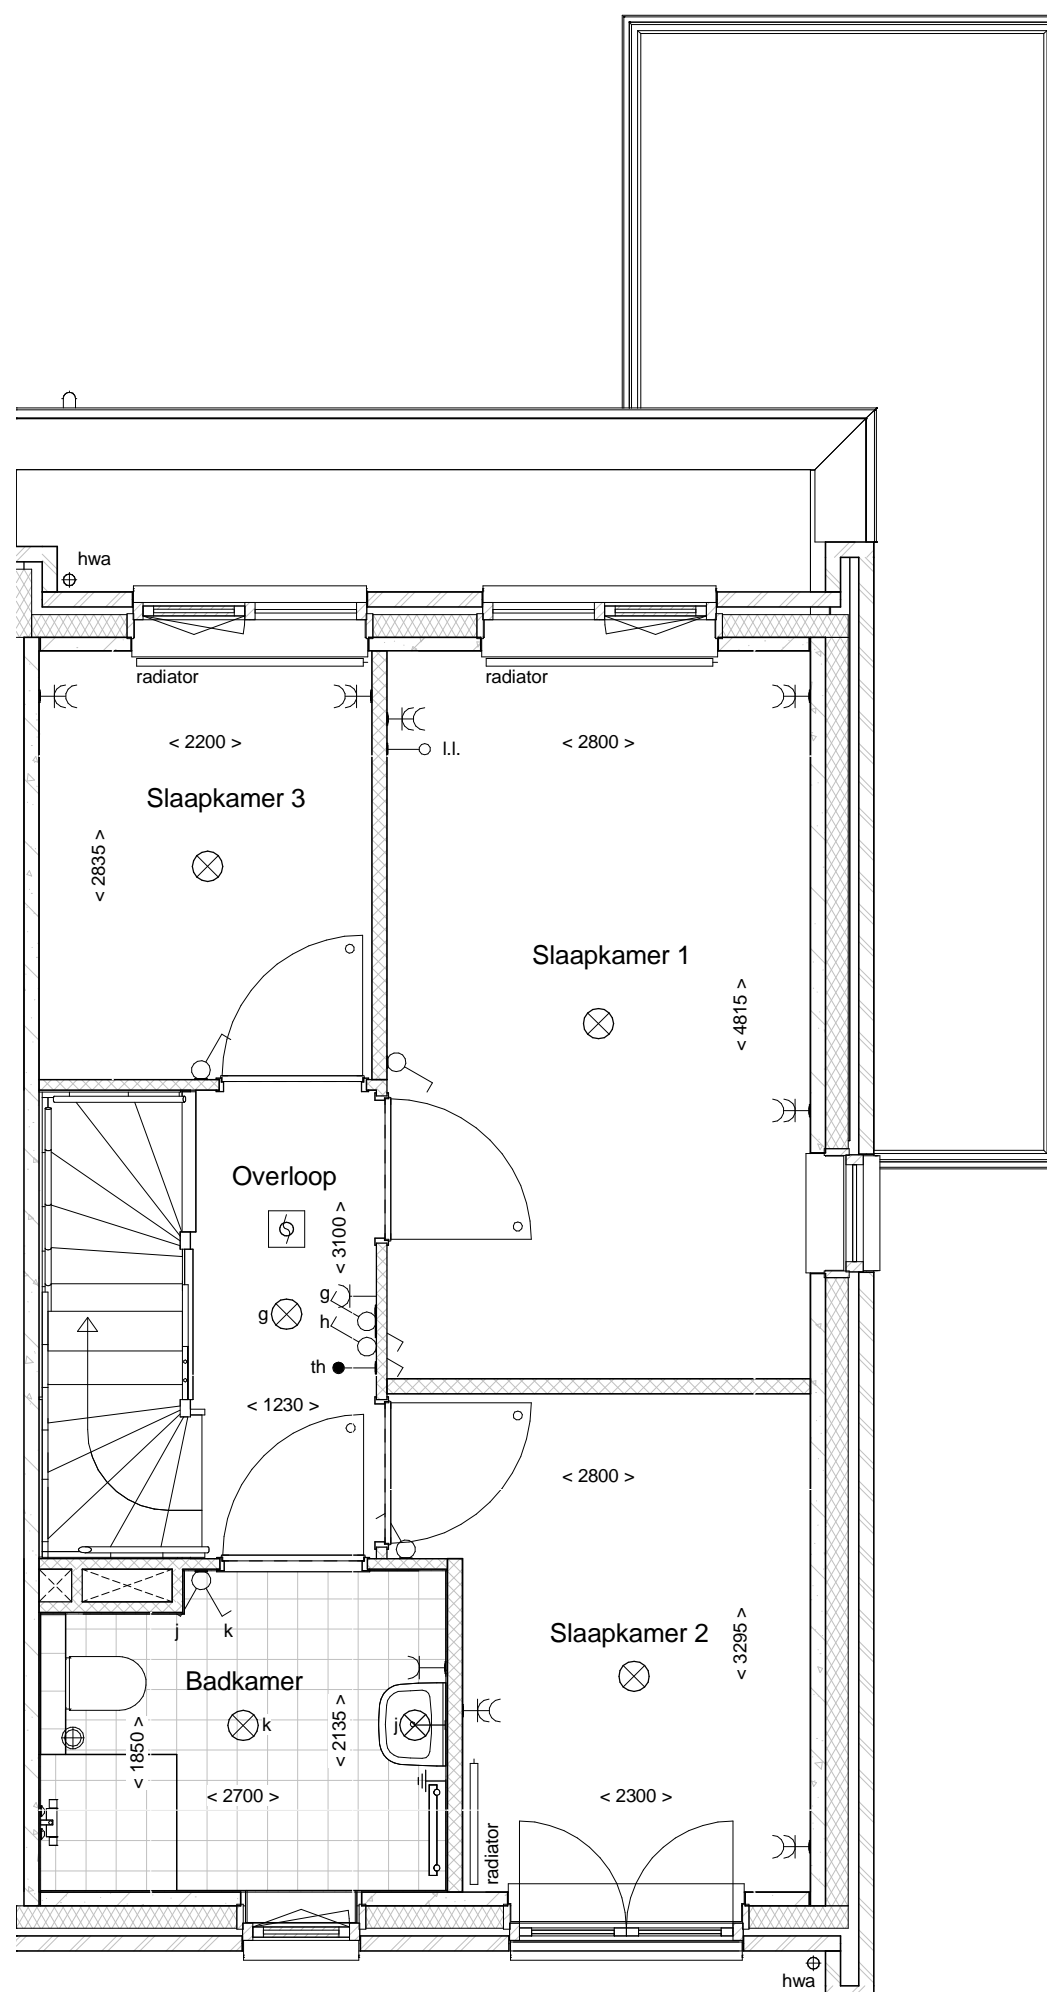 hwa
radiator
radiator
< 2200 >
< 2800 >
l.l.
Slaapkamer 3
< 2835 >
Slaapkamer 1
< 4815 >
Overloop
< 3100 >
g
g
h
th
< 1230 >
< 2800 >
j
k
Slaapkamer 2
< 3295 >
Badkamer
k
j
< 1850 >
< 2135 >
< 2700 >
< 2300 >
radiator
hwa